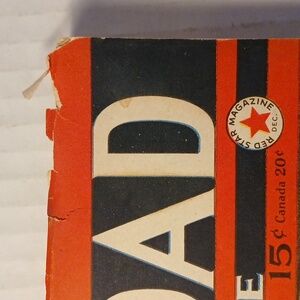 OAD
RED STAR MAGAZINE
DEC.
E
15¢ Canada 20¢